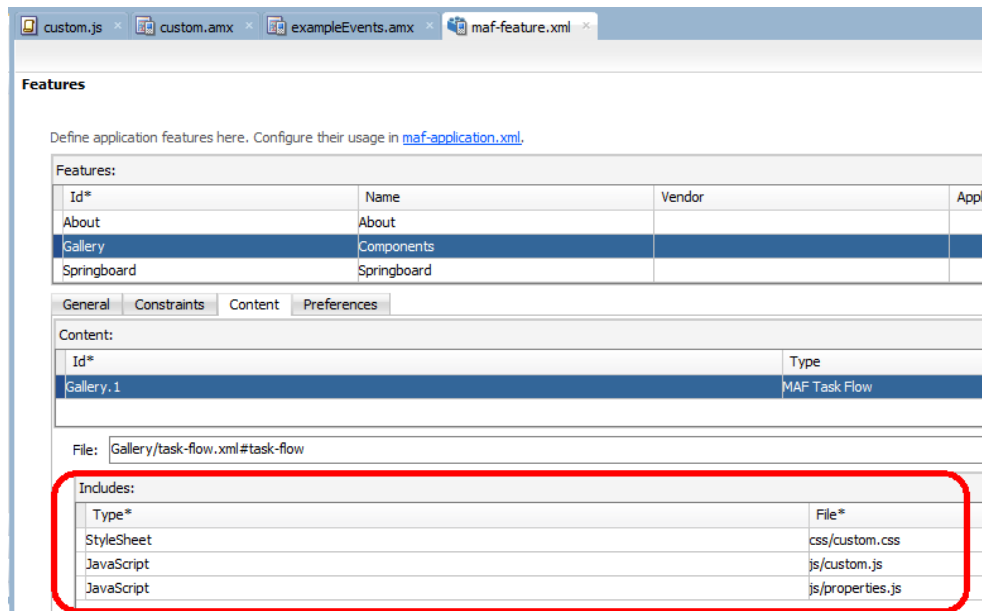 custom.js custom.amx exampleEvents.amx maf-feature.xml
Features
Define application features here. Configure their usage in maf-application.xml.
Features:
Id* Name Vendor Appl
About About
Gallery Components
Springboard Springboard
General Constraints Content Preferences
Content:
Id* Type
Gallery.1 MAF Task Flow
File: Gallery/task-flow.xml#task-flow
Includes:
Type* File*
StyleSheet css/custom.css
JavaScript js/custom.js
JavaScript js/properties.js